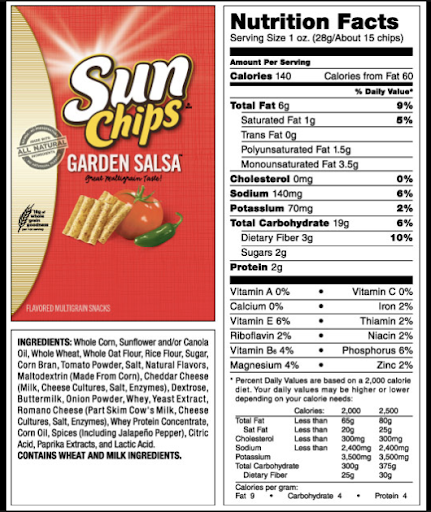 Sun
Chips
MADE WITH
ALL NATURAL
INGREDIENTS
GARDEN SALSA
Great Multigrain Taste!
18g of
whole
grain
goodness
FLAVORED MULTIGRAIN SNACKS
INGREDIENTS: Whole Corn, Sunflower and/or Canola
Oil, Whole Wheat, Whole Oat Flour, Rice Flour, Sugar,
Corn Bran, Tomato Powder, Salt, Natural Flavors,
Maltodextrin (Made From Corn), Cheddar Cheese
(Milk, Cheese Cultures, Salt, Enzymes), Dextrose,
Buttermilk, Onion Powder, Whey, Yeast Extract,
Romano Cheese (Part Skim Cow's Milk, Cheese
Cultures, Salt, Enzymes), Whey Protein Concentrate,
Corn Oil, Spices (Including Jalapeño Pepper), Citric
Acid, Paprika Extracts, and Lactic Acid.
CONTAINS WHEAT AND MILK INGREDIENTS.
Nutrition Facts
Serving Size 1 oz. (28g/About 15 chips)
Amount Per Serving
Calories 140 Calories from Fat 60
% Daily Value*
Total Fat 6g 9%
Saturated Fat 1g 5%
Trans Fat 0g
Polyunsaturated Fat 1.5g
Monounsaturated Fat 3.5g
Cholesterol 0mg 0%
Sodium 140mg 6%
Potassium 70mg 2%
Total Carbohydrate 19g 6%
Dietary Fiber 3g 10%
Sugars 2g
Protein 2g
Vitamin A 0% • Vitamin C 0%
Calcium 0% • Iron 2%
Vitamin E 6% • Thiamin 2%
Riboflavin 2% • Niacin 2%
Vitamin B6 4% • Phosphorus 6%
Magnesium 4% • Zinc 2%
* Percent Daily Values are based on a 2,000 calorie
diet. Your daily values may be higher or lower
depending on your calorie needs:
Calories: 2,000 2,500
Total Fat Less than 65g 80g
Sat Fat Less than 20g 25g
Cholesterol Less than 300mg 300mg
Sodium Less than 2,400mg 2,400mg
Potassium 3,500mg 3,500mg
Total Carbohydrate 300g 375g
Dietary Fiber 25g 30g
Calories per gram:
Fat 9 • Carbohydrate 4 • Protein 4